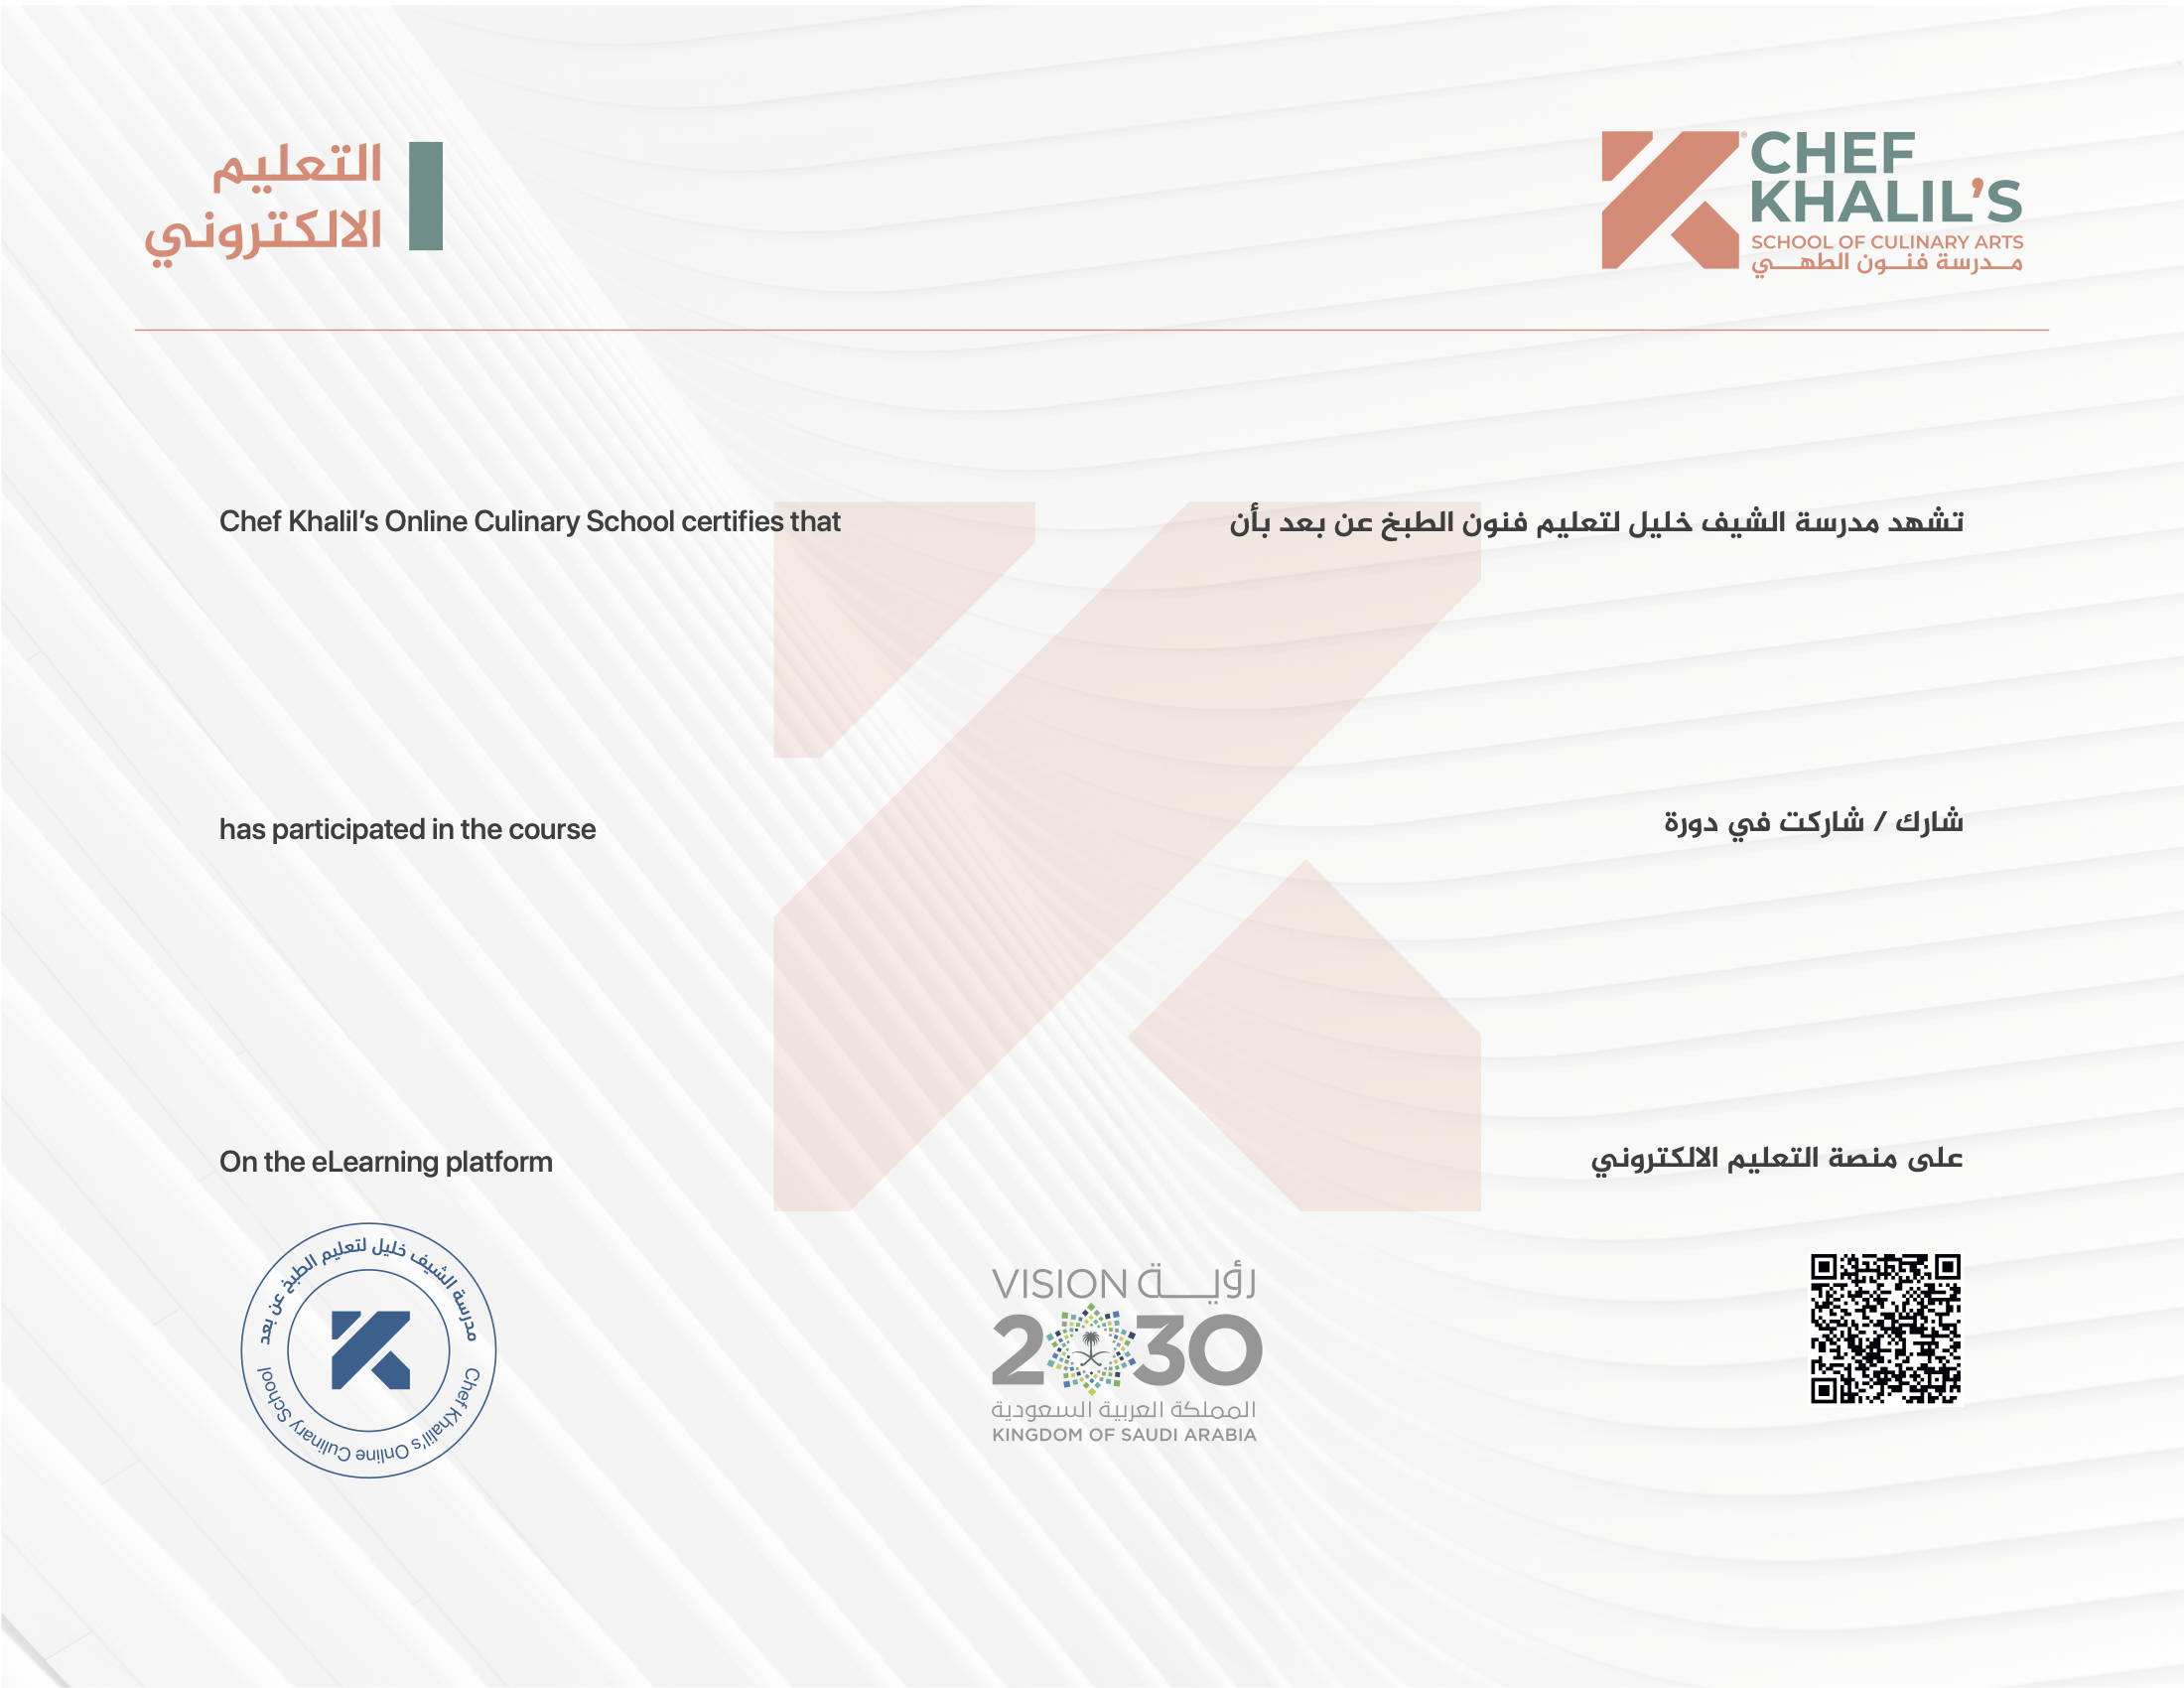 التعليم
الالكتروني
CHEF
KHALIL'S
SCHOOL OF CULINARY ARTS
مـدرسة فنـون الطهـي
Chef Khalil's Online Culinary School certifies that
تشهد مدرسة الشيف خليل لتعليم فنون الطبخ عن بعد بأن
has participated in the course
شارك / شاركت في دورة
On the eLearning platform
على منصة التعليم الالكتروني
مدرسة الشيف خليل لتعليم الطبخ عن بعد
Chef Khalil's Online Culinary School
VISION رؤيـــة
2030
المملكة العربية السعودية
KINGDOM OF SAUDI ARABIA